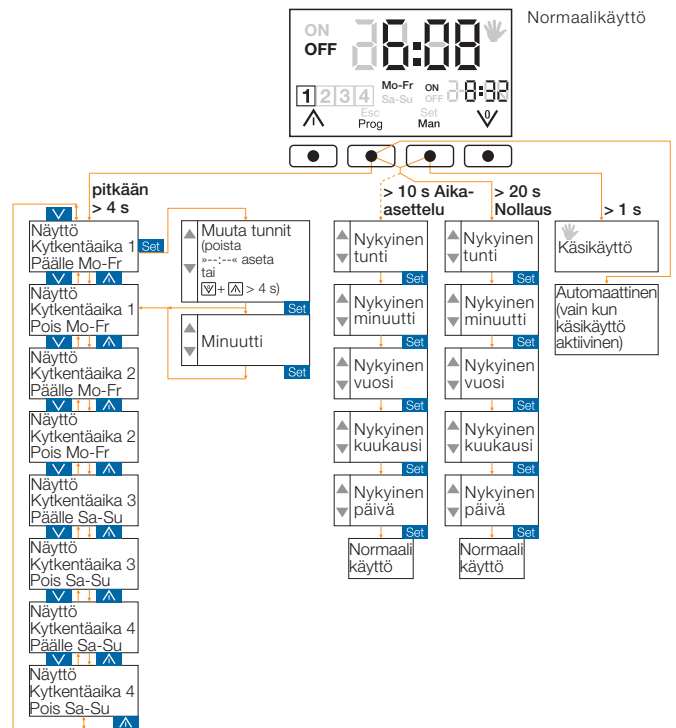 Normaalikäyttö
ON
OFF
6:08
1 2 3 4
Mo-Fr
Sa-Su
ON
OFF
8:32
Esc
Prog
Set
Man
0
pitkään
> 4 s
> 10 s Aika-
asettelu
> 20 s
Nollaus
> 1 s
Näyttö
Kytkentäaika 1
Päälle Mo-Fr
Set
Näyttö
Kytkentäaika 1
Pois Mo-Fr
Näyttö
Kytkentäaika 2
Päälle Mo-Fr
Näyttö
Kytkentäaika 2
Pois Mo-Fr
Näyttö
Kytkentäaika 3
Päälle Sa-Su
Näyttö
Kytkentäaika 3
Pois Sa-Su
Näyttö
Kytkentäaika 4
Päälle Sa-Su
Näyttö
Kytkentäaika 4
Pois Sa-Su
Muuta tunnit
(poista
»--:--« aseta
tai
+ > 4 s)
Set
Minuutti
Set
Nykyinen
tunti
Set
Nykyinen
minuutti
Set
Nykyinen
vuosi
Set
Nykyinen
kuukausi
Set
Nykyinen
päivä
Set
Normaali
käyttö
Nykyinen
tunti
Set
Nykyinen
minuutti
Set
Nykyinen
vuosi
Set
Nykyinen
kuukausi
Set
Nykyinen
päivä
Set
Normaali
käyttö
Käsikäyttö
Automaattinen
(vain kun
käsikäyttö
aktiivinen)